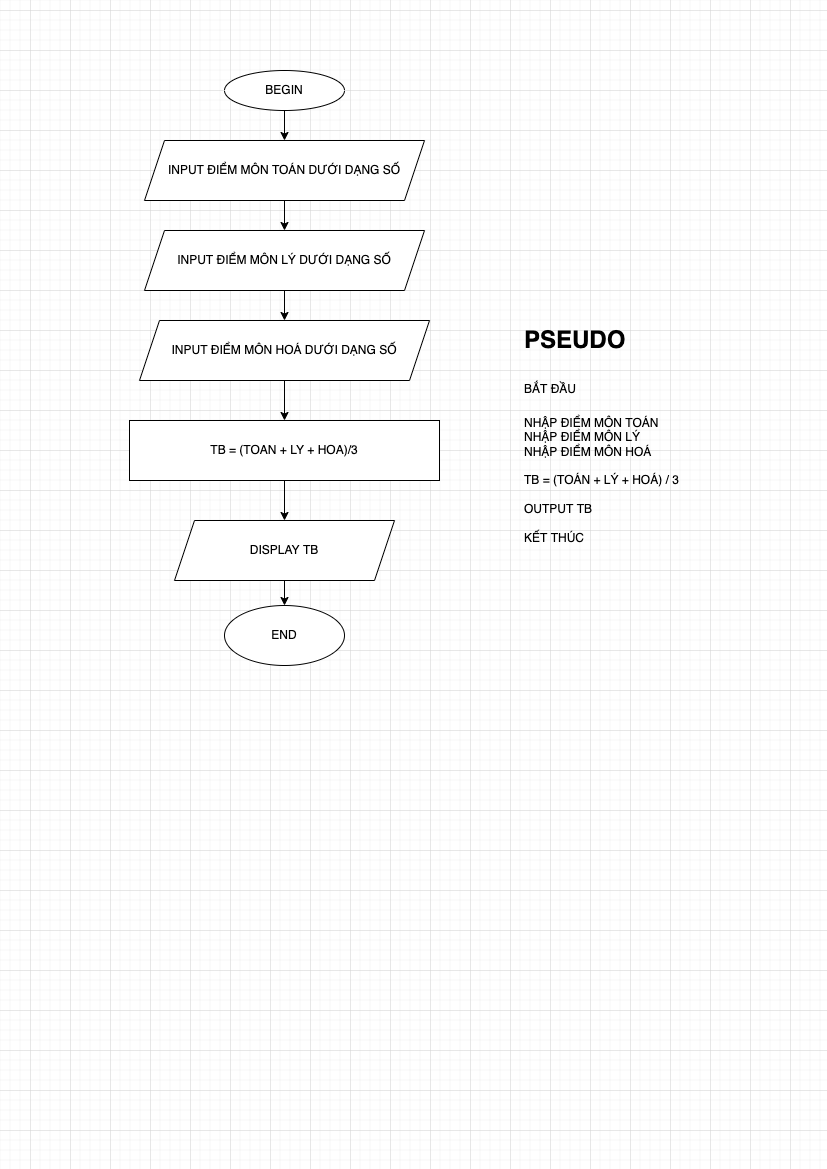 BEGIN
INPUT ĐIỂM MÔN TOÁN DƯỚI DẠNG SỐ
INPUT ĐIỂM MÔN LÝ DƯỚI DẠNG SỐ
INPUT ĐIỂM MÔN HOÁ DƯỚI DẠNG SỐ
TB = (TOAN + LY + HOA)/3
DISPLAY TB
END
PSEUDO
BẮT ĐẦU
NHẬP ĐIỂM MÔN TOÁN
NHẬP ĐIỂM MÔN LÝ
NHẬP ĐIỂM MÔN HOÁ
TB = (TOÁN + LÝ + HOÁ) / 3
OUTPUT TB
KẾT THÚC